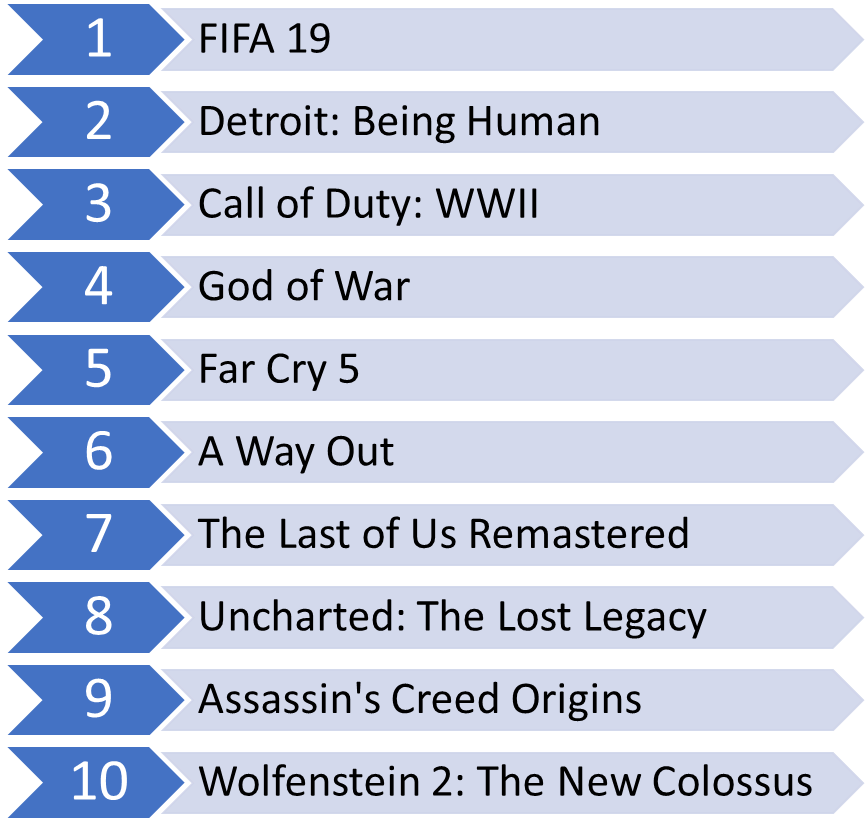 1 FIFA 19
2 Detroit: Being Human
3 Call of Duty: WWII
4 God of War
5 Far Cry 5
6 A Way Out
7 The Last of Us Remastered
8 Uncharted: The Lost Legacy
9 Assassin's Creed Origins
10 Wolfenstein 2: The New Colossus